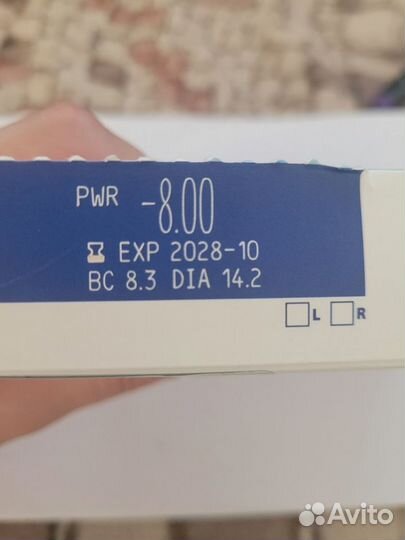 PWR -8.00
EXP 2028-10
BC 8.3 DIA 14.2
L R
Avito